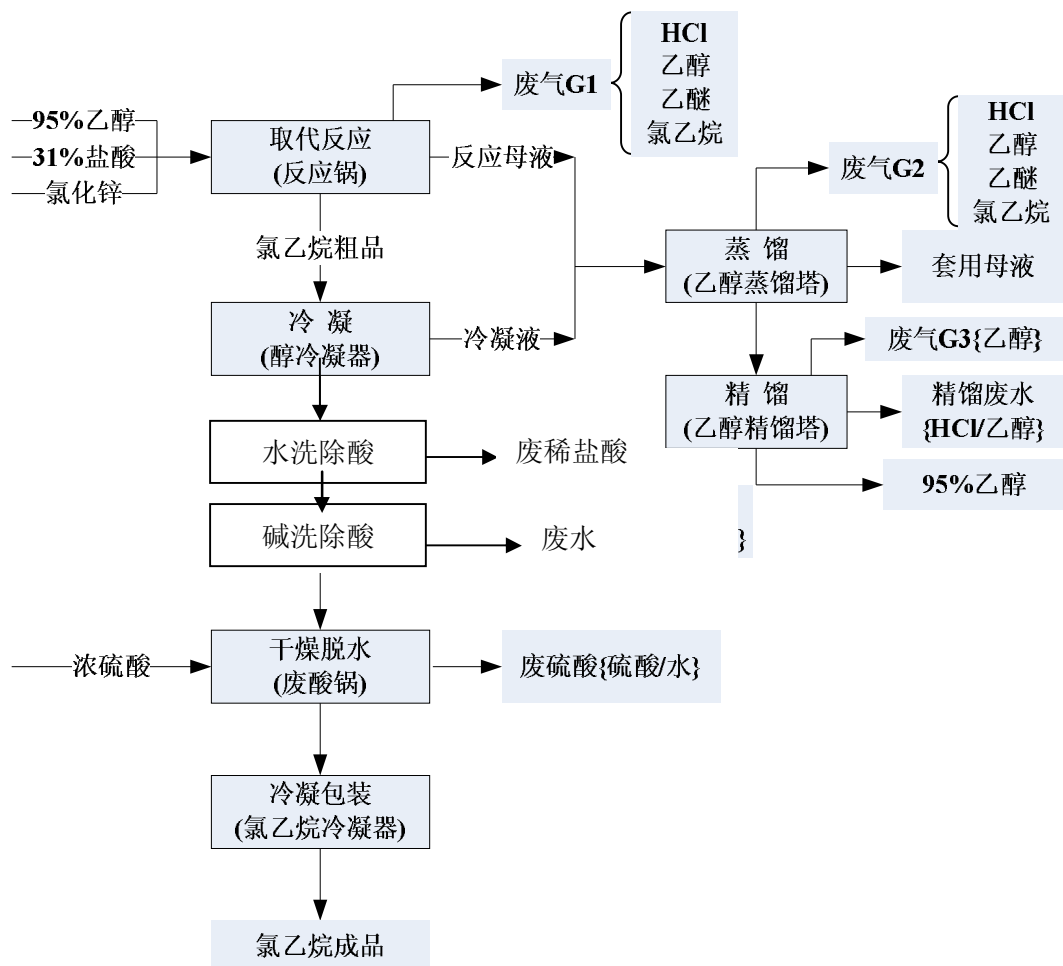 HCl
乙醇
乙醚
氯乙烷
废气G1
95%乙醇
31%盐酸
氯化锌
取代反应
(反应锅)
反应母液
HCl
乙醇
乙醚
氯乙烷
废气G2
氯乙烷粗品
蒸 馏
(乙醇蒸馏塔)
套用母液
冷 凝
(醇冷凝器)
冷凝液
废气G3{乙醇}
精 馏
(乙醇精馏塔)
精馏废水
{HCl/乙醇}
水洗除酸
废稀盐酸
95%乙醇
碱洗除酸
废水
}
浓硫酸
干燥脱水
(废酸锅)
废硫酸{硫酸/水}
冷凝包装
(氯乙烷冷凝器)
氯乙烷成品